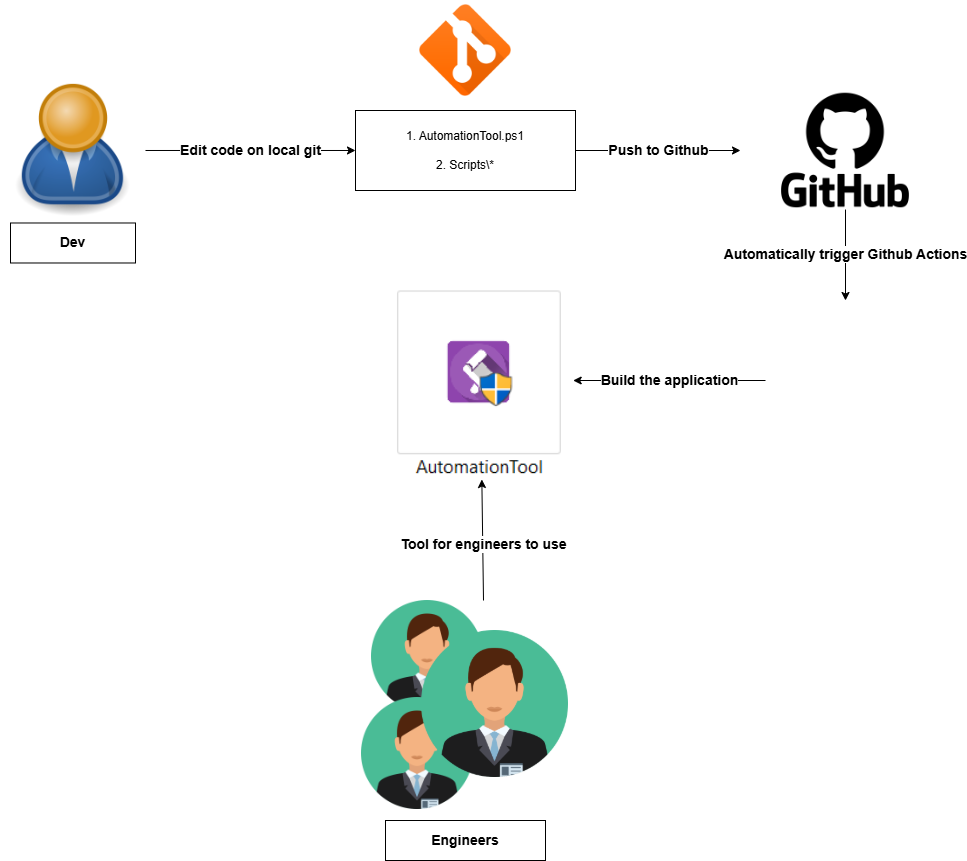 1. AutomationTool.ps1
2. Scripts\*
Edit code on local git
Push to Github
GitHub
Dev
Automatically trigger Github Actions
Build the application
AutomationTool
Tool for engineers to use
Engineers